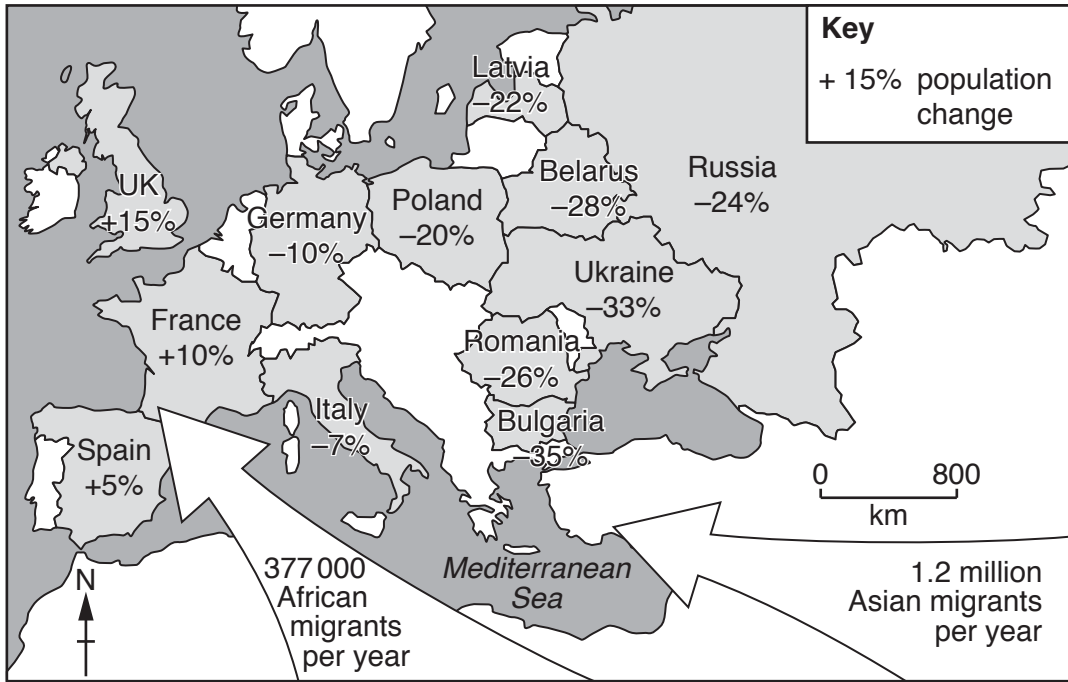 Key
+ 15% population
change
Latvia
–22%
UK
+15%
Germany
–10%
Poland
–20%
Belarus
–28%
Russia
–24%
Ukraine
–33%
France
+10%
Romania
–26%
Italy
–7%
Bulgaria
–35%
Spain
+5%
0 800
km
N
377 000
African
migrants
per year
Mediterranean
Sea
1.2 million
Asian migrants
per year